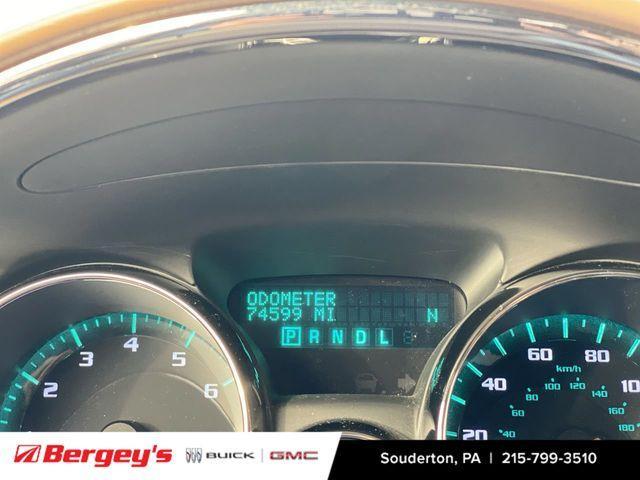 ODOMETER
74599 MI N
P R N D L
2 3 4 5 6
20 40 60 80 10
km/h
40 60 80 100 120 140 160 180
Bergey's BUICK GMC Souderton, PA | 215-799-3510